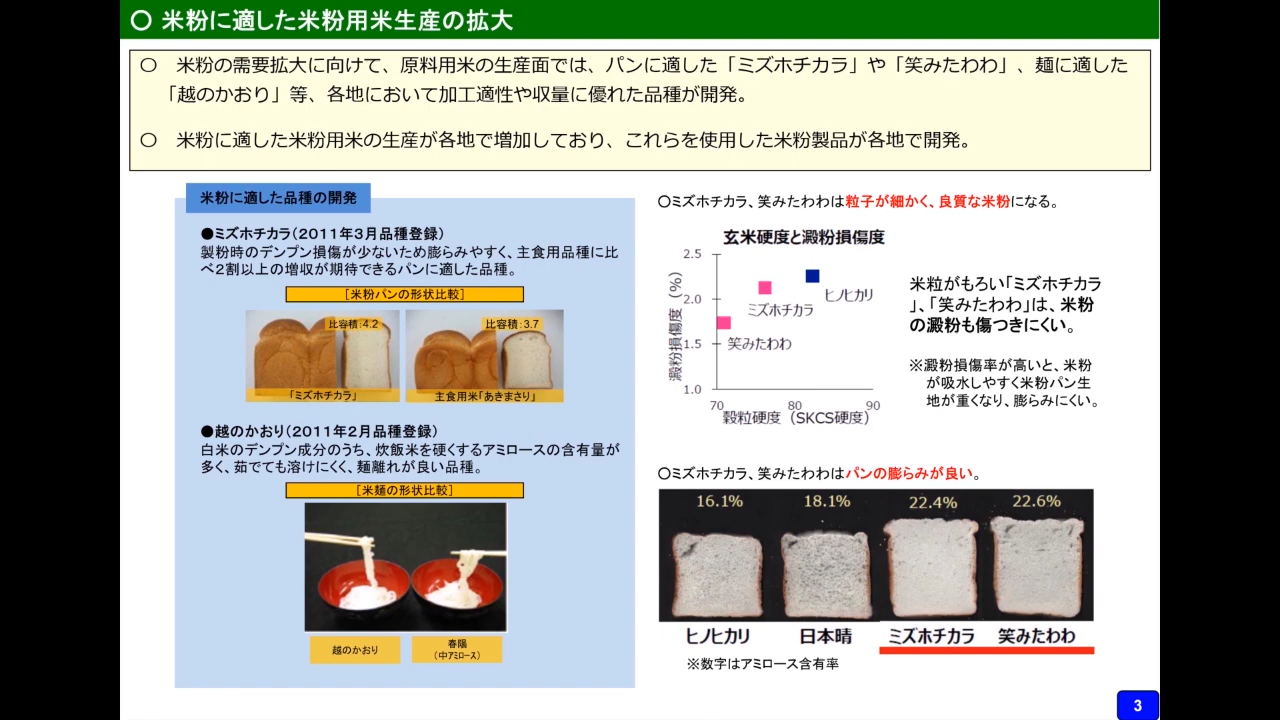 〇 米粉に適した米粉用米生産の拡大
〇 米粉の需要拡大に向けて、原料用米の生産面では、パンに適した「ミズホチカラ」や「笑みたわわ」、麺に適した
「越のかおり」等、各地において加工適性や収量に優れた品種が開発。
〇 米粉に適した米粉用米の生産が各地で増加しており、これらを使用した米粉製品が各地で開発。
米粉に適した品種の開発
●ミズホチカラ(2011年3月品種登録)
製粉時のデンプン損傷が少ないため膨らみやすく、主食用品種に比
べ2割以上の増収が期待できるパンに適した品種。
[米粉パンの形状比較]
比容積:4.2
比容積:3.7
「ミズホチカラ」
主食用米「あきまさり」
●越のかおり(2011年2月品種登録)
白米のデンプン成分のうち、炊飯米を硬くするアミロースの含有量が
多く、茹でても溶けにくく、麺離れが良い品種。
[米麺の形状比較]
越のかおり
春陽
(中アミロース)
〇ミズホチカラ、笑みたわわは粒子が細かく、良質な米粉になる。
玄米硬度と澱粉損傷度
澱粉損傷度(%)
2.5
2.0
1.5
1.0
ヒノヒカリ
ミズホチカラ
笑みたわわ
70
80
90
穀粒硬度(SKCS硬度)
米粒がもろい「ミズホチカラ
」、「笑みたわわ」は、米粉
の澱粉も傷つきにくい。
※澱粉損傷率が高いと、米粉
が吸水しやすく米粉パン生
地が重くなり、膨らみにくい。
〇ミズホチカラ、笑みたわわはパンの膨らみが良い。
16.1%
18.1%
22.4%
22.6%
ヒノヒカリ
日本晴
ミズホチカラ
笑みたわわ
※数字はアミロース含有率
3